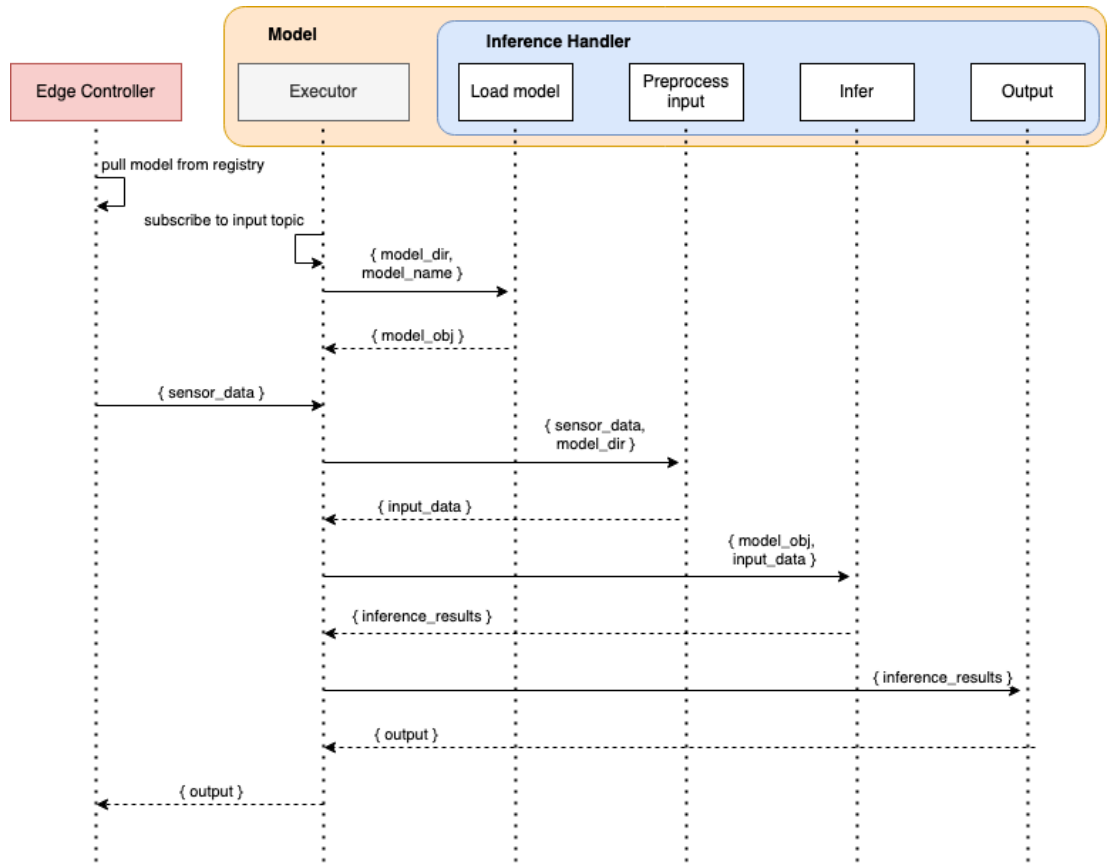 Model
Inference Handler
Edge Controller
Executor
Load model
Preprocess
input
Infer
Output
pull model from registry
subscribe to input topic
{ model_dir,
model_name }
{ model_obj }
{ sensor_data }
{ sensor_data,
model_dir }
{ input_data }
{ model_obj,
input_data }
{ inference_results }
{ inference_results }
{ output }
{ output }